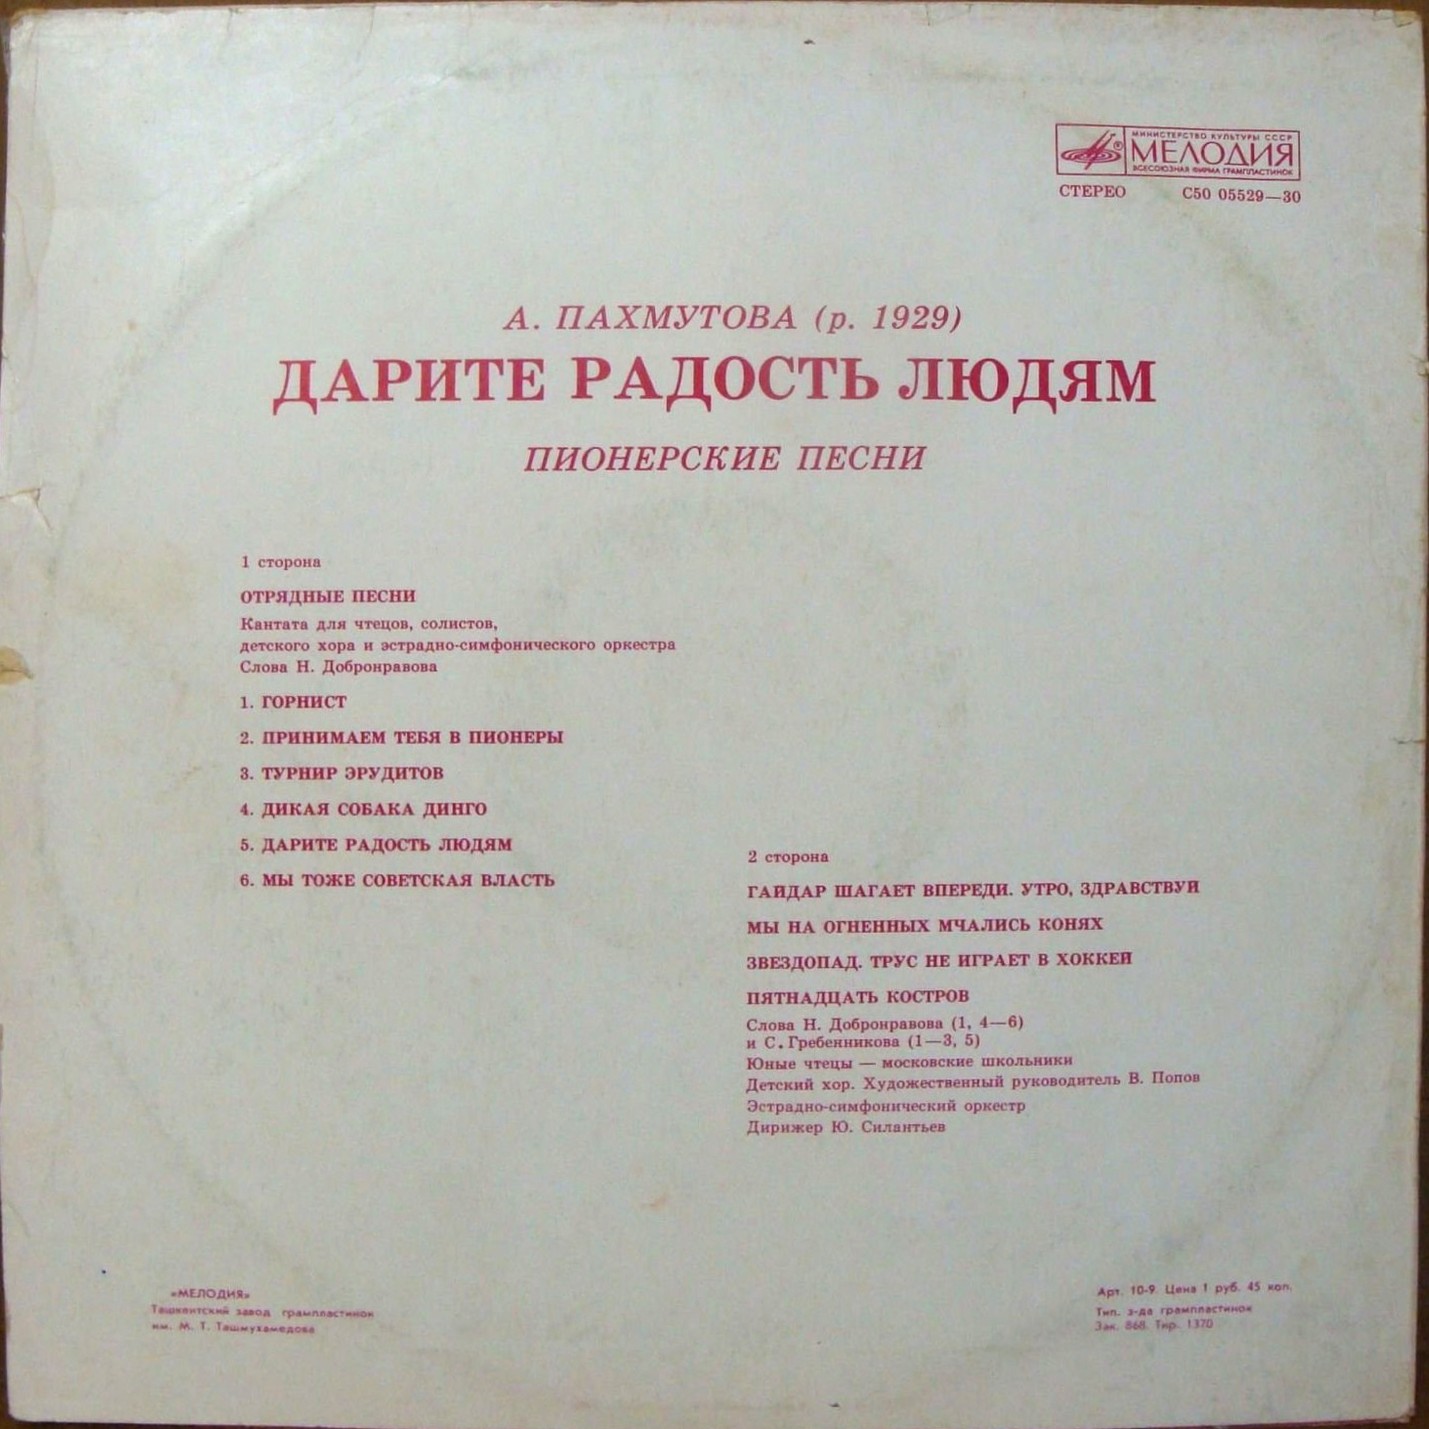 МИНИСТЕРСТВО КУЛЬТУРЫ СССР
МЕЛОДИЯ
ВСЕСОЮЗНАЯ ФИРМА ГРАМПЛАСТИНОК
СТЕРЕО С50 05529—30
А. ПАХМУТОВА (р. 1929)
ДАРИТЕ РАДОСТЬ ЛЮДЯМ
ПИОНЕРСКИЕ ПЕСНИ
1 сторона
ОТРЯДНЫЕ ПЕСНИ
Кантата для чтецов, солистов,
детского хора и эстрадно-симфонического оркестра
Слова Н. Добронравова
1. ГОРНИСТ
2. ПРИНИМАЕМ ТЕБЯ В ПИОНЕРЫ
3. ТУРНИР ЭРУДИТОВ
4. ДИКАЯ СОБАКА ДИНГО
5. ДАРИТЕ РАДОСТЬ ЛЮДЯМ
6. МЫ ТОЖЕ СОВЕТСКАЯ ВЛАСТЬ
2 сторона
ГАЙДАР ШАГАЕТ ВПЕРЕДИ. УТРО, ЗДРАВСТВУЙ
МЫ НА ОГНЕННЫХ МЧАЛИСЬ КОНЯХ
ЗВЕЗДОПАД. ТРУС НЕ ИГРАЕТ В ХОККЕЙ
ПЯТНАДЦАТЬ КОСТРОВ
Слова Н. Добронравова (1, 4—6)
и С. Гребенникова (1—3, 5)
Юные чтецы — московские школьники
Детский хор. Художественный руководитель В. Попов
Эстрадно-симфонический оркестр
Дирижер Ю. Силантьев
«МЕЛОДИЯ»
Ташкентский завод грампластинок
им. М. Т. Ташмухамедова
Арт. 10-9. Цена 1 руб. 45 коп.
Тип. з-да грампластинок
Зак. 868. Тир. 1370